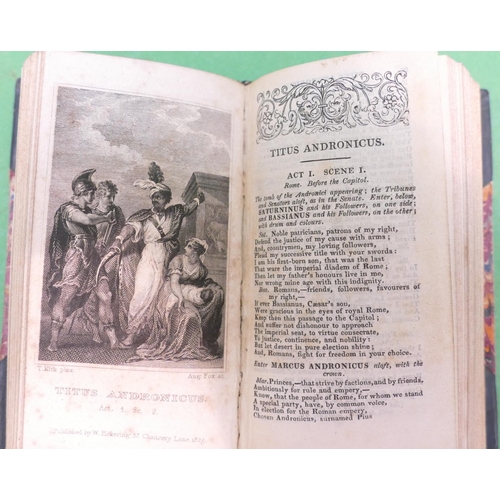 TITUS ANDRONICUS.
Act. 1. Sc. 2.
Published by W. Pickering, 57 Chancery Lane 1825.
TITUS ANDRONICUS.
ACT I. SCENE I.
Rome. Before the Capitol.
The tomb of the Andronici appearing; the Tribunes
and Senators aloft, as in the Senate. Enter, below,
SATURNINUS and his Followers, on one side;
and BASSIANUS and his Followers, on the other;
with drum and colours.
Sat. Noble patricians, patrons of my right,
Defend the justice of my cause with arms;
And, countrymen, my loving followers,
Plead my successive title with your swords:
I am his first-born son, that was the last
That ware the imperial diadem of Rome;
Then let my father's honours live in me,
Nor wrong mine age with this indignity.
Bas. Romans,—friends, followers, favourers of
my right,—
If ever Bassianus, Cæsar's son,
Were gracious in the eyes of royal Rome,
Keep then this passage to the Capitol;
And suffer not dishonour to approach
The imperial seat, to virtue consecrate,
To justice, continence, and nobility:
But let desert in pure election shine;
And, Romans, fight for freedom in your choice.
Enter MARCUS ANDRONICUS aloft, with the
crown.
Mar. Princes,—that strive by factions, and by friends,
Ambitiously for rule and empery,—
Know, that the people of Rome, for whom we stand
A special party, have, by common voice,
In election for the Roman empery,
Chosen Andronicus, surnamed Pius